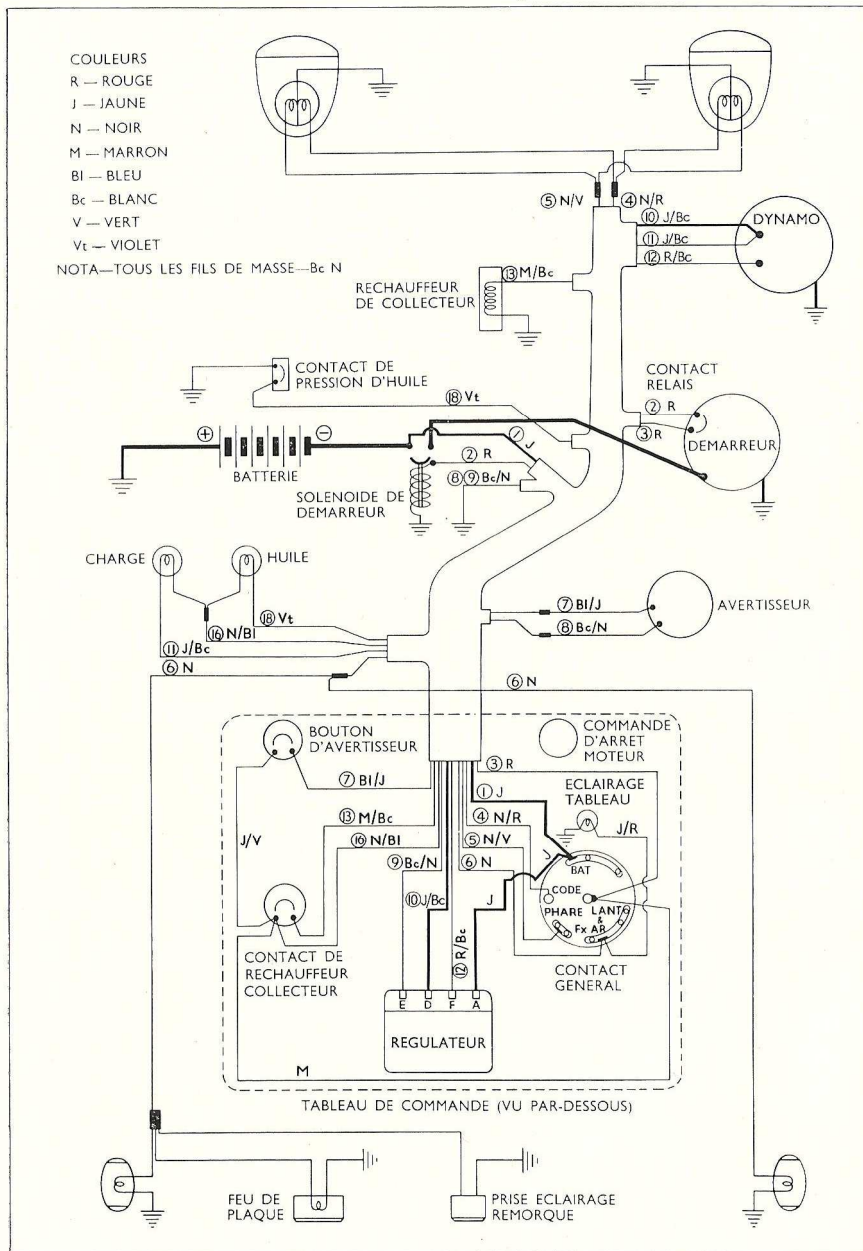 COULEURS
R — ROUGE
J — JAUNE
N — NOIR
M — MARRON
Bl — BLEU
Bc — BLANC
V — VERT
Vt — VIOLET
NOTA—TOUS LES FILS DE MASSE—Bc N
⑤ N/V
④ N/R
⑩ J/Bc
⑪ J/Bc
⑫ R/Bc
DYNAMO
⑬ M/Bc
RECHAUFFEUR
DE COLLECTEUR
CONTACT DE
PRESSION D'HUILE
⑱ Vt
CONTACT
RELAIS
② R
③ R
DEMARREUR
+
−
BATTERIE
① J
② R
⑧ ⑨ Bc/N
SOLENOIDE DE
DEMARREUR
CHARGE
HUILE
⑱ Vt
⑯ N/Bl
⑪ J/Bc
⑥ N
⑦ Bl/J
⑧ Bc/N
AVERTISSEUR
⑥ N
BOUTON
D'AVERTISSEUR
COMMANDE
D'ARRET
MOTEUR
③ R
⑦ Bl/J
① J
ECLAIRAGE
TABLEAU
⑬ M/Bc
④ N/R
J/R
J/V
⑯ N/Bl
⑤ N/V
⑨ Bc/N
⑥ N
J
BAT
CODE
PHARE
LANT
&
Fx AR
⑩ J/Bc
J
⑫ R/Bc
CONTACT DE
RECHAUFFEUR
COLLECTEUR
CONTACT
GENERAL
E D F A
REGULATEUR
M
TABLEAU DE COMMANDE (VU PAR-DESSOUS)
FEU DE
PLAQUE
PRISE ECLAIRAGE
REMORQUE